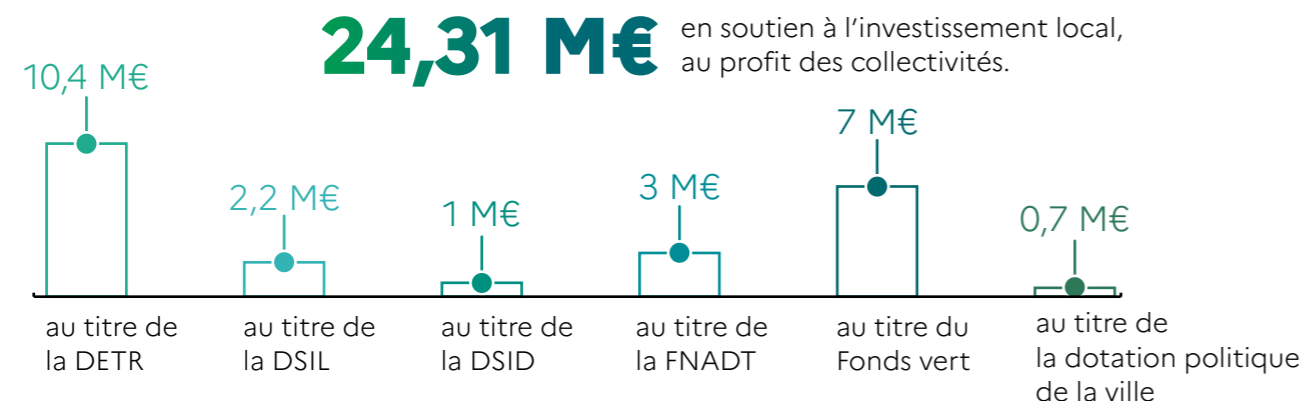 24,31 M€
en soutien à l’investissement local,
au profit des collectivités.
10,4 M€
2,2 M€
1 M€
3 M€
7 M€
0,7 M€
au titre de
la DETR
au titre de
la DSIL
au titre de
la DSID
au titre de
la FNADT
au titre du
Fonds vert
au titre de
la dotation politique
de la ville